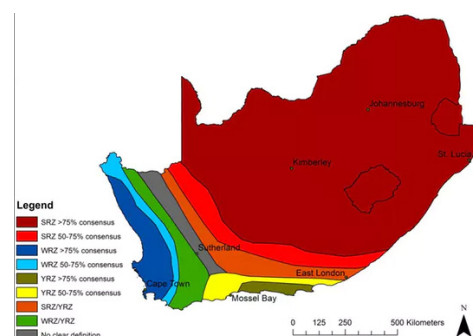 Johannesburg
St. Lucia
Kimberley
Legend
SRZ >75% consensus
SRZ 50-75% consensus
WRZ >75% consensus
WRZ 50-75% consensus
YRZ >75% consensus
YRZ 50-75% consensus
SRZ/YRZ
WRZ/YRZ
No clear definition
Sutherland
Cape Town
East London
Mossel Bay
N
0 125 250 500 Kilometers